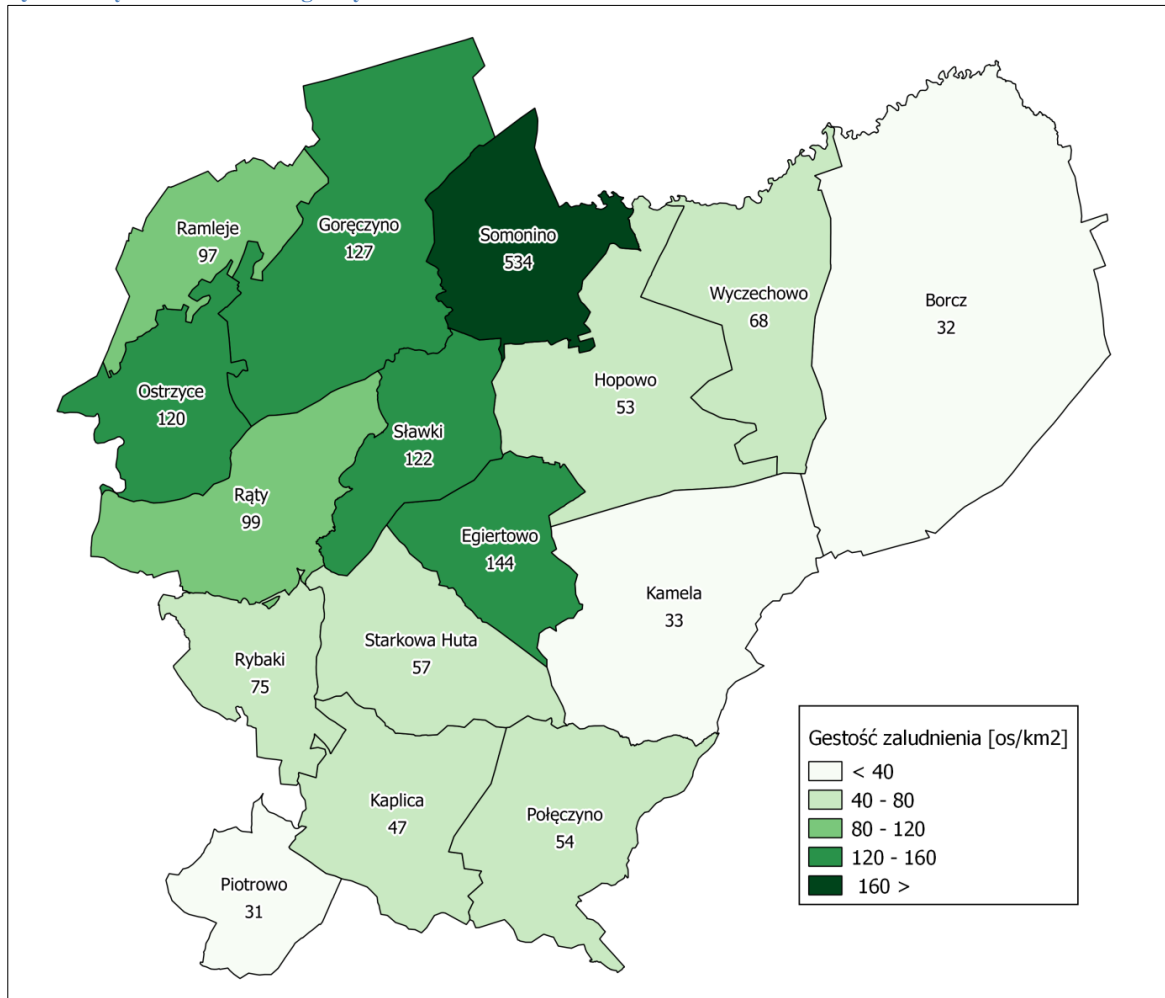 Ramleje
97
Goręczyno
127
Somonino
534
Wyczechowo
68
Borcz
32
Ostrzyce
120
Hopowo
53
Sławki
122
Rąty
99
Egiertowo
144
Kamela
33
Starkowa Huta
57
Rybaki
75
Kaplica
47
Połęczyno
54
Piotrowo
31
Gestość zaludnienia [os/km2]
< 40
40 - 80
80 - 120
120 - 160
160 >